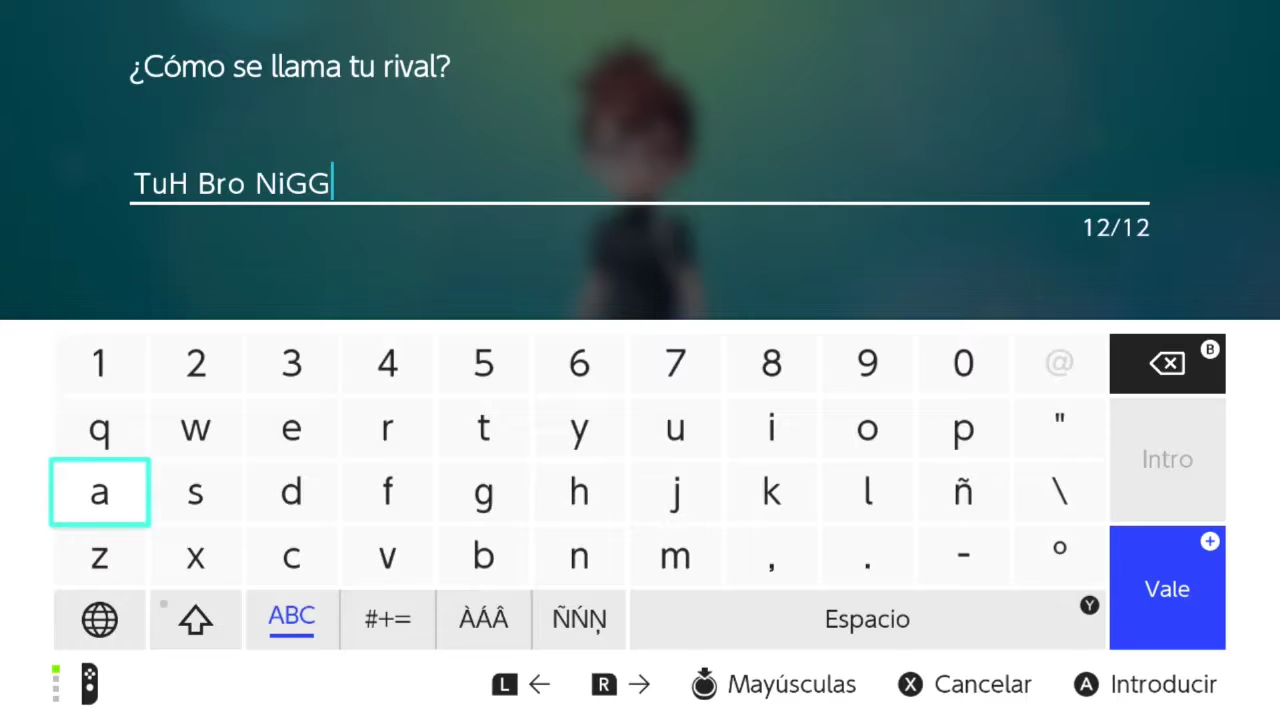 ¿Cómo se llama tu rival?
TuH Bro NiGG
12/12
1 2 3 4 5 6 7 8 9 0 @ B
q w e r t y u i o p " Intro
a s d f g h j k l ñ \
z x c v b n m , . - º + Vale
ABC #+= ÀÁÂ ÑŃŅ Espacio Y
L ← R → Mayúsculas X Cancelar A Introducir